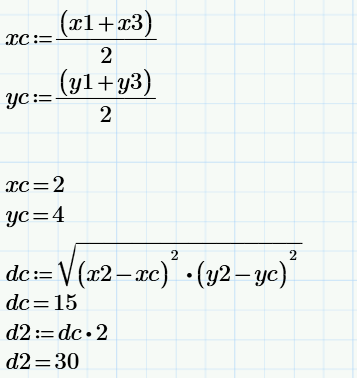 xc:=(x1+x3)/2
yc:=(y1+y3)/2
xc=2
yc=4
dc:=√((x2−xc)²•(y2−yc)²)
dc=15
d2:=dc•2
d2=30